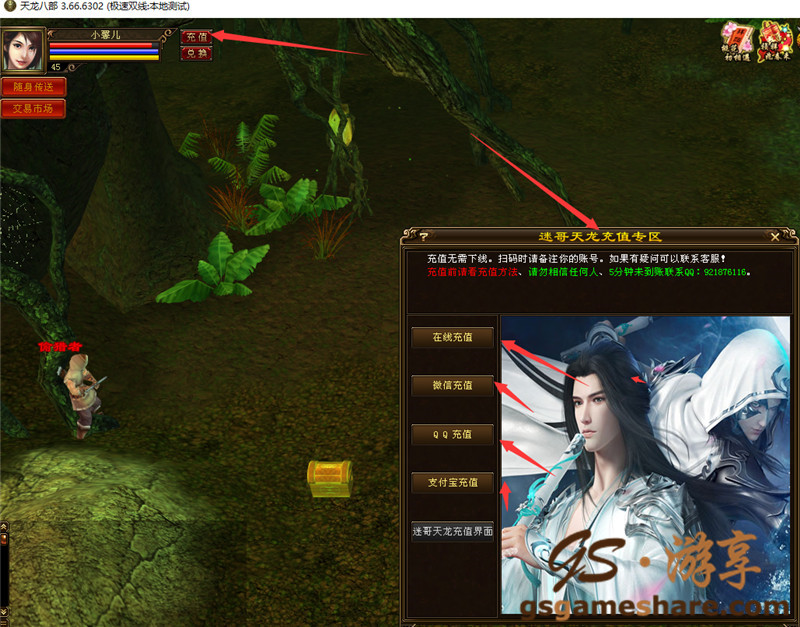 天龙八部 3.66.6302 (极速双线:本地测试)
小馨儿
充值
兑换
45
随身传送
交易市场
偷猎者
?
迷哥天龙充值专区
充值无需下线。扫码时请备注你的账号。如果有疑问可以联系客服!
充值前请看充值方法、请勿相信任何人、5分钟未到账联系QQ:921876116。
在线充值
微信充值
Q Q 充值
支付宝充值
迷哥天龙充值界面
GS·游享
gsgameshare.com